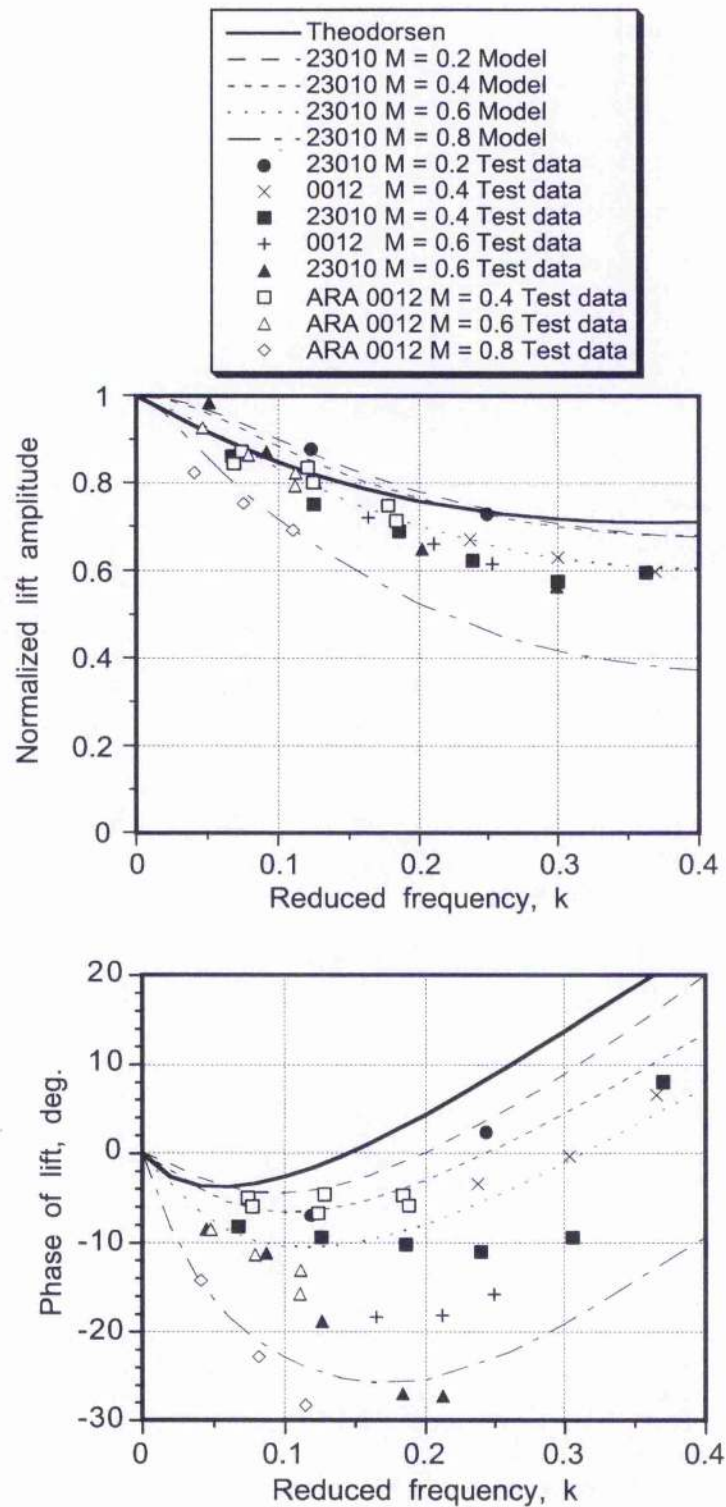 Theodorsen
23010 M = 0.2 Model
23010 M = 0.4 Model
23010 M = 0.6 Model
23010 M = 0.8 Model
23010 M = 0.2 Test data
0012 M = 0.4 Test data
23010 M = 0.4 Test data
0012 M = 0.6 Test data
23010 M = 0.6 Test data
ARA 0012 M = 0.4 Test data
ARA 0012 M = 0.6 Test data
ARA 0012 M = 0.8 Test data
1
0.8
0.6
0.4
0.2
0
Normalized lift amplitude
0 0.1 0.2 0.3 0.4
Reduced frequency, k
20
10
0
-10
-20
-30
Phase of lift, deg.
0 0.1 0.2 0.3 0.4
Reduced frequency, k